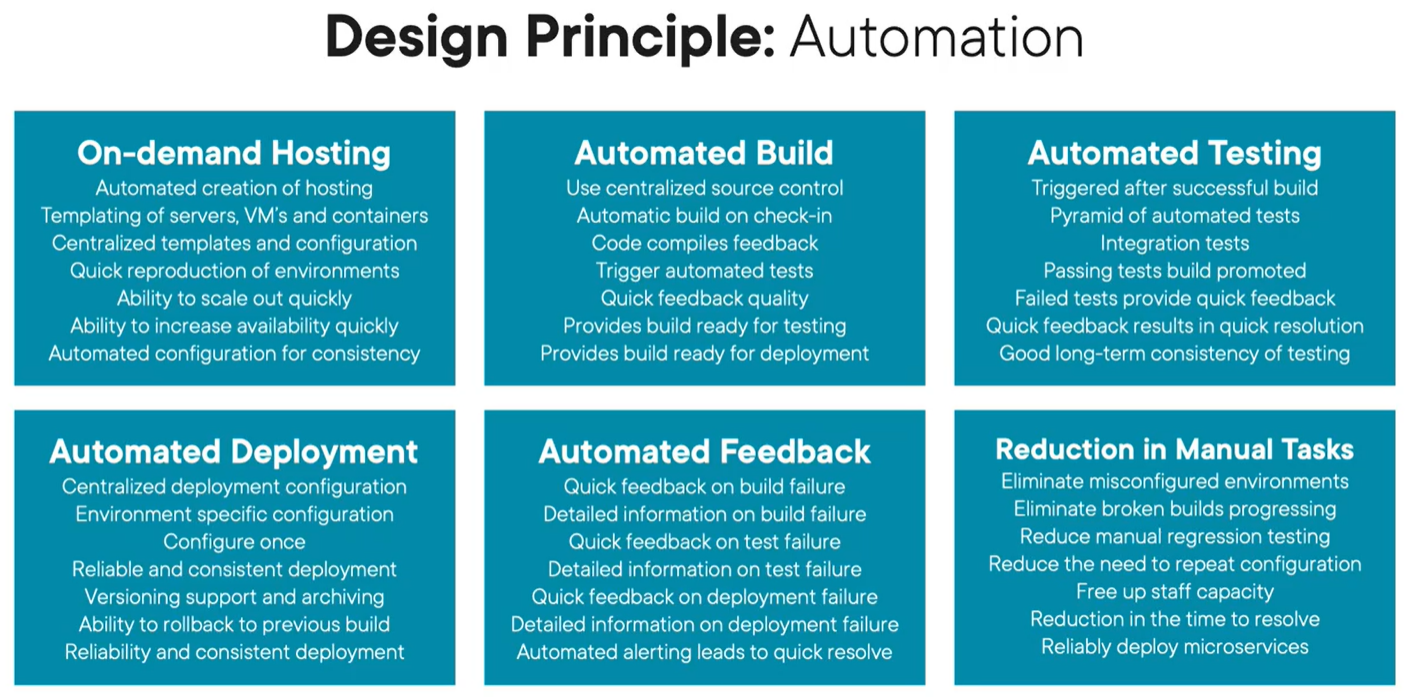 Design Principle: Automation
On-demand Hosting
Automated creation of hosting
Templating of servers, VM's and containers
Centralized templates and configuration
Quick reproduction of environments
Ability to scale out quickly
Ability to increase availability quickly
Automated configuration for consistency
Automated Build
Use centralized source control
Automatic build on check-in
Code compiles feedback
Trigger automated tests
Quick feedback quality
Provides build ready for testing
Provides build ready for deployment
Automated Testing
Triggered after successful build
Pyramid of automated tests
Integration tests
Passing tests build promoted
Failed tests provide quick feedback
Quick feedback results in quick resolution
Good long-term consistency of testing
Automated Deployment
Centralized deployment configuration
Environment specific configuration
Configure once
Reliable and consistent deployment
Versioning support and archiving
Ability to rollback to previous build
Reliability and consistent deployment
Automated Feedback
Quick feedback on build failure
Detailed information on build failure
Quick feedback on test failure
Detailed information on test failure
Quick feedback on deployment failure
Detailed information on deployment failure
Automated alerting leads to quick resolve
Reduction in Manual Tasks
Eliminate misconfigured environments
Eliminate broken builds progressing
Reduce manual regression testing
Reduce the need to repeat configuration
Free up staff capacity
Reduction in the time to resolve
Reliably deploy microservices